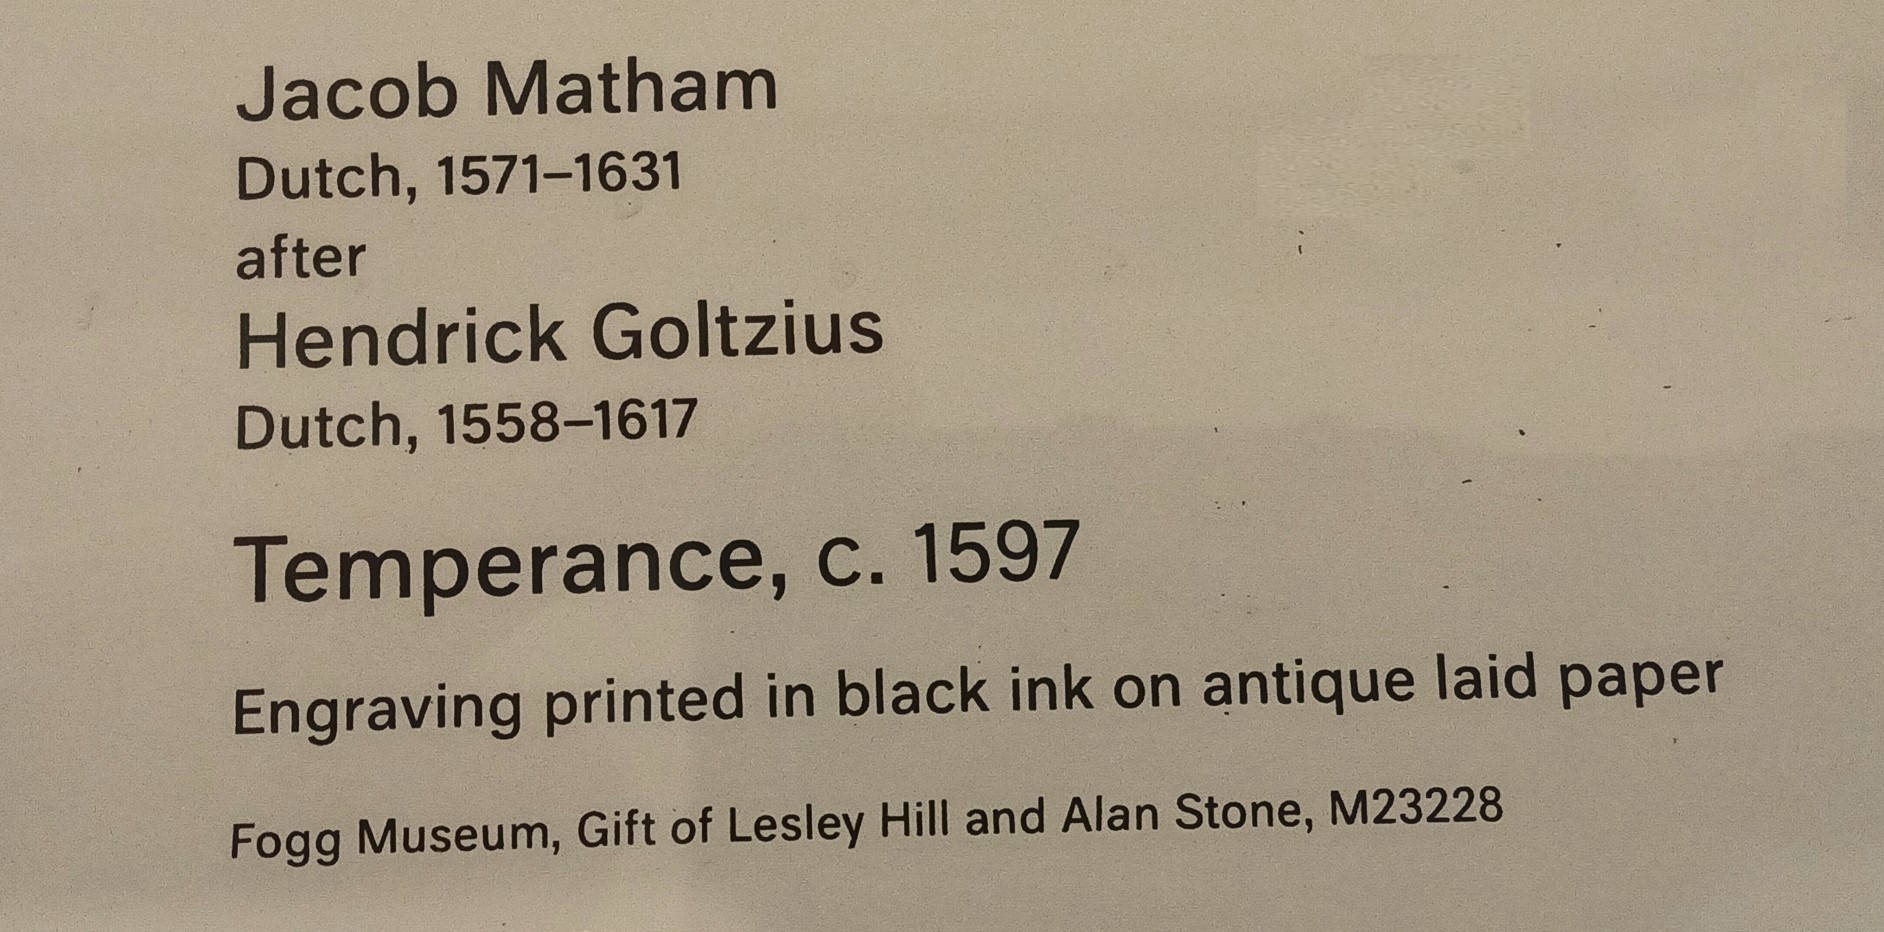 Jacob Matham
Dutch, 1571–1631
after
Hendrick Goltzius
Dutch, 1558–1617
Temperance, c. 1597
Engraving printed in black ink on antique laid paper
Fogg Museum, Gift of Lesley Hill and Alan Stone, M23228